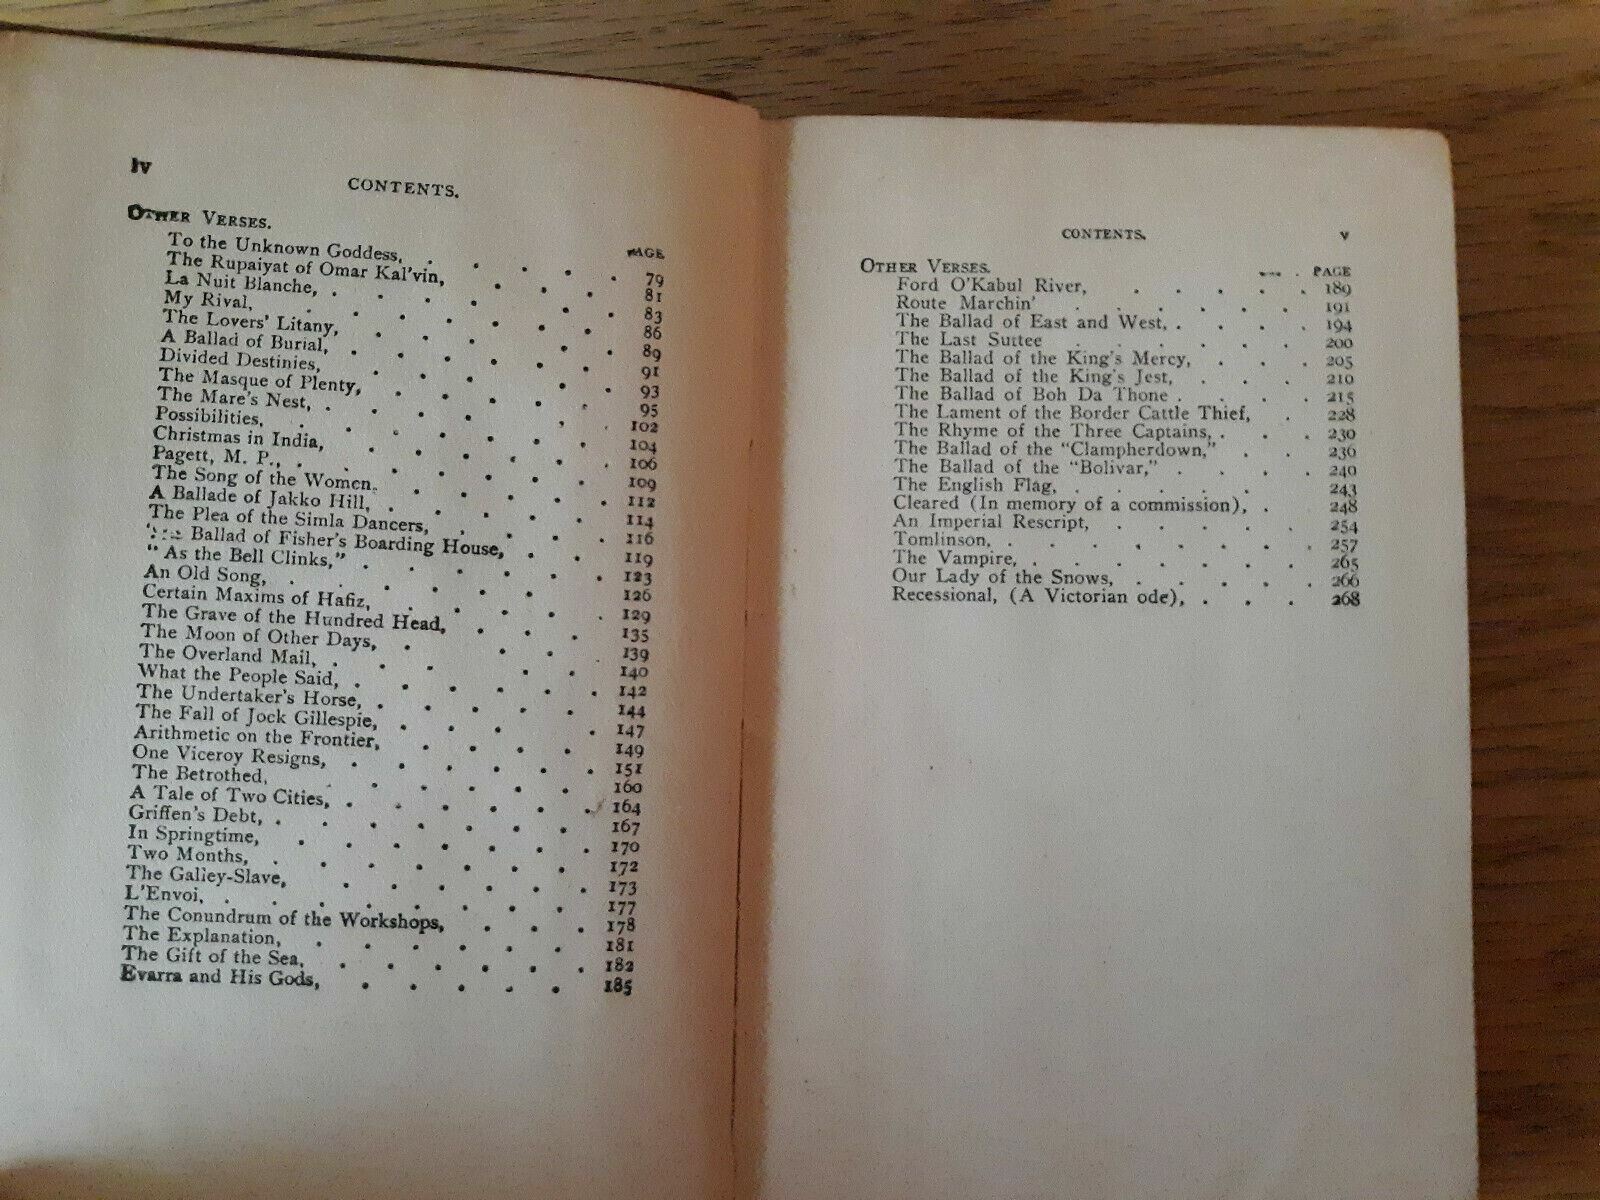 iv
CONTENTS.
OTHER VERSES.
PAGE
To the Unknown Goddess, . . . . . 79
The Rupaiyat of Omar Kal'vin, . . . . 81
La Nuit Blanche, . . . . . . 83
My Rival, . . . . . . . 86
The Lovers' Litany, . . . . . . 89
A Ballad of Burial, . . . . . . 91
Divided Destinies, . . . . . . 93
The Masque of Plenty, . . . . . 95
The Mare's Nest, . . . . . . 102
Possibilities, . . . . . . . 104
Christmas in India, . . . . . . 106
Pagett, M. P., . . . . . . . 109
The Song of the Women, . . . . . 112
A Ballade of Jakko Hill, . . . . . 114
The Plea of the Simla Dancers, . . . . 116
Ballad of Fisher's Boarding House, . . . 119
"As the Bell Clinks," . . . . . . 123
An Old Song, . . . . . . . 126
Certain Maxims of Hafiz, . . . . . 129
The Grave of the Hundred Head, . . . . 135
The Moon of Other Days, . . . . . 139
The Overland Mail, . . . . . . 140
What the People Said, . . . . . . 142
The Undertaker's Horse, . . . . . 144
The Fall of Jock Gillespie, . . . . . 147
Arithmetic on the Frontier, . . . . . 149
One Viceroy Resigns, . . . . . . 151
The Betrothed, . . . . . . 160
A Tale of Two Cities, . . . . . . 164
Griffen's Debt, . . . . . . . 167
In Springtime, . . . . . . 170
Two Months, . . . . . . . 172
The Galley-Slave, . . . . . . 173
L'Envoi, . . . . . . . . 177
The Conundrum of the Workshops, . . . . 178
The Explanation, . . . . . . 181
The Gift of the Sea, . . . . . . 182
Evarra and His Gods, . . . . . 185
CONTENTS. v
OTHER VERSES. PAGE
Ford O'Kabul River, . . . . . 189
Route Marchin' . . . . . . 191
The Ballad of East and West, . . . . 194
The Last Suttee . . . . . . 200
The Ballad of the King's Mercy, . . . 205
The Ballad of the King's Jest, . . . 210
The Ballad of Boh Da Thone . . . . 215
The Lament of the Border Cattle Thief, . 228
The Rhyme of the Three Captains, . . . 230
The Ballad of the "Clampherdown," . . 236
The Ballad of the "Bolivar," . . . . 240
The English Flag, . . . . . 243
Cleared (In memory of a commission), . . 248
An Imperial Rescript, . . . . . 254
Tomlinson, . . . . . . . 257
The Vampire, . . . . . . . 265
Our Lady of the Snows, . . . . . 266
Recessional, (A Victorian ode), . . . . 268